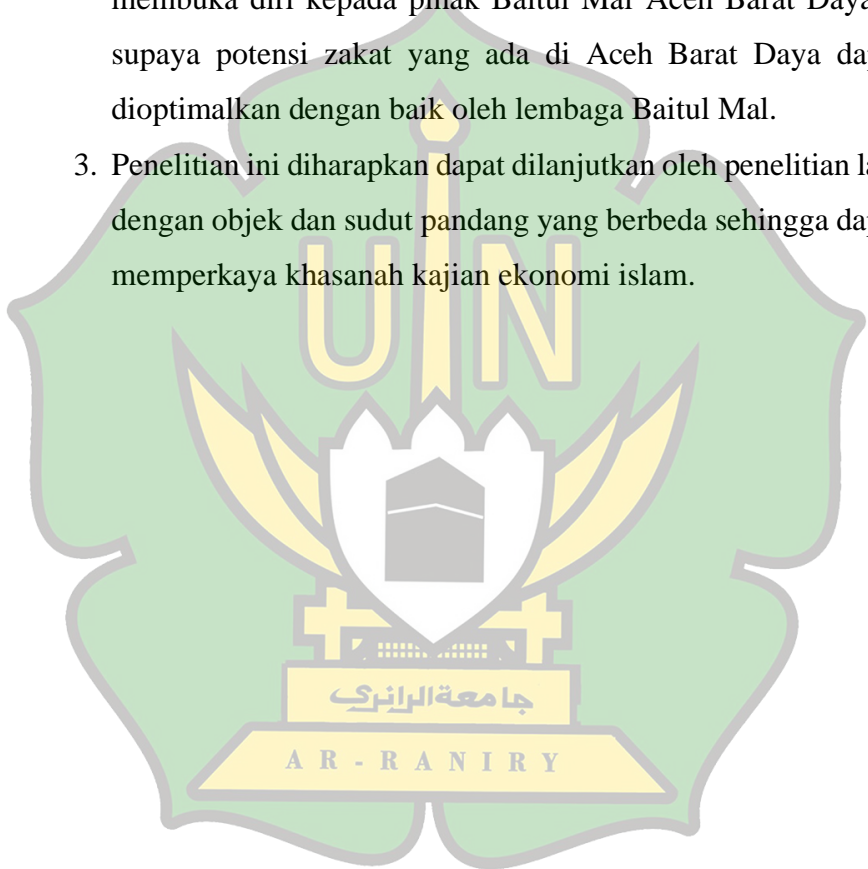 membuka diri kepada pihak Baitul Mal Aceh Barat Daya
supaya potensi zakat yang ada di Aceh Barat Daya
dioptimalkan dengan baik oleh lembaga Baitul Mal.
3. Penelitian ini diharapkan dapat dilanjutkan oleh penelitian
dengan objek dan sudut pandang yang berbeda sehingga
memperkaya khasanah kajian ekonomi islam.
UIN
جامعةالرانري
AR-RANIRY